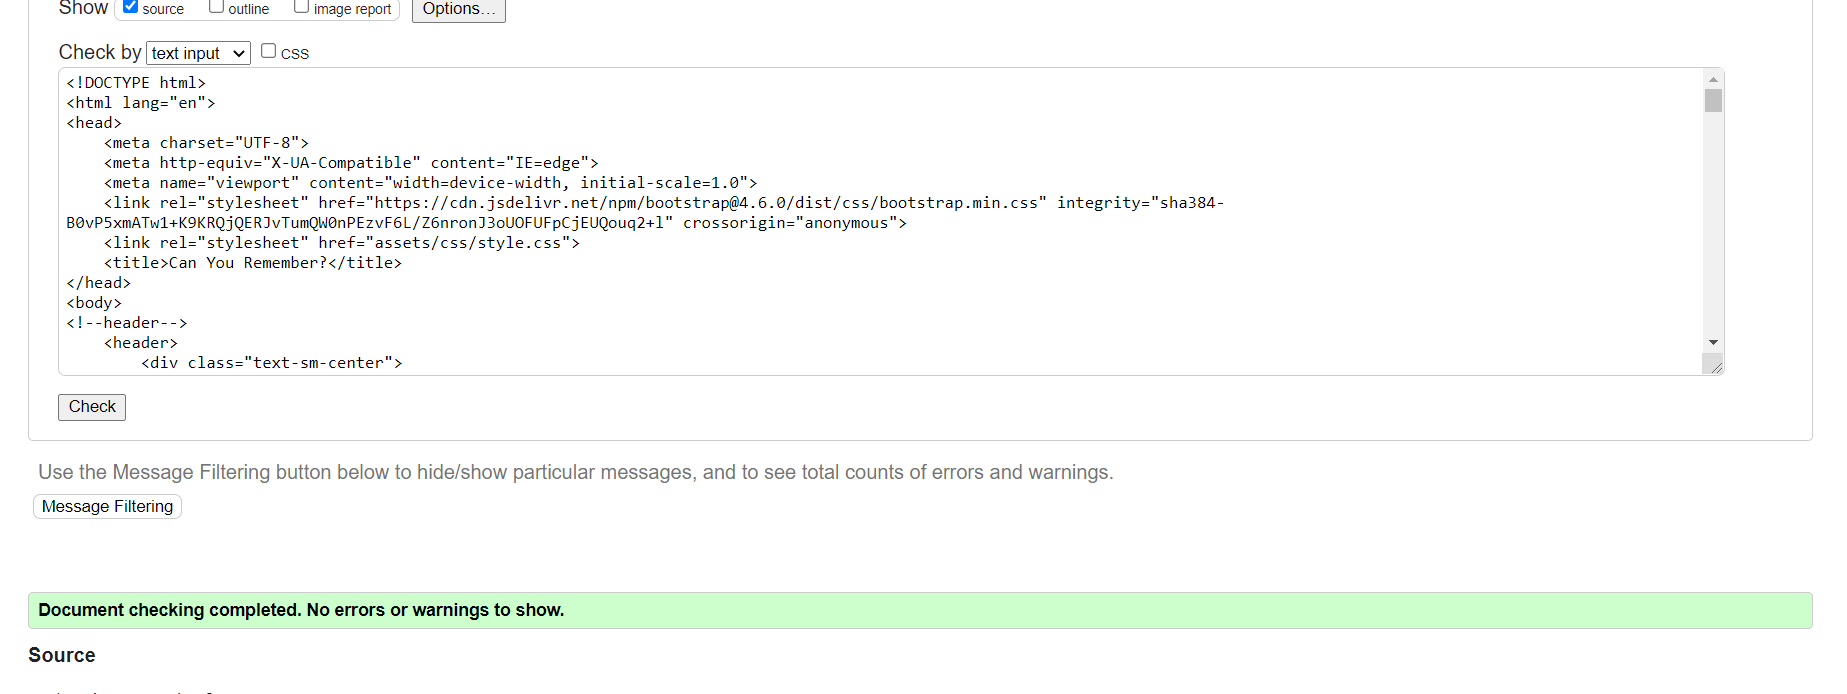 Show source outline image report Options...
Check by text input CSS
<!DOCTYPE html>
<html lang="en">
<head>
    <meta charset="UTF-8">
    <meta http-equiv="X-UA-Compatible" content="IE=edge">
    <meta name="viewport" content="width=device-width, initial-scale=1.0">
    <link rel="stylesheet" href="https://cdn.jsdelivr.net/npm/bootstrap@4.6.0/dist/css/bootstrap.min.css" integrity="sha384-
B0vP5xmATw1+K9KRQjQERJvTumQW0nPEzvF6L/Z6nronJ3oUOFUFpCjEUQouq2+l" crossorigin="anonymous">
    <link rel="stylesheet" href="assets/css/style.css">
    <title>Can You Remember?</title>
</head>
<body>
<!--header-->
    <header>
        <div class="text-sm-center">
Check
Use the Message Filtering button below to hide/show particular messages, and to see total counts of errors and warnings.
Message Filtering
Document checking completed. No errors or warnings to show.
Source